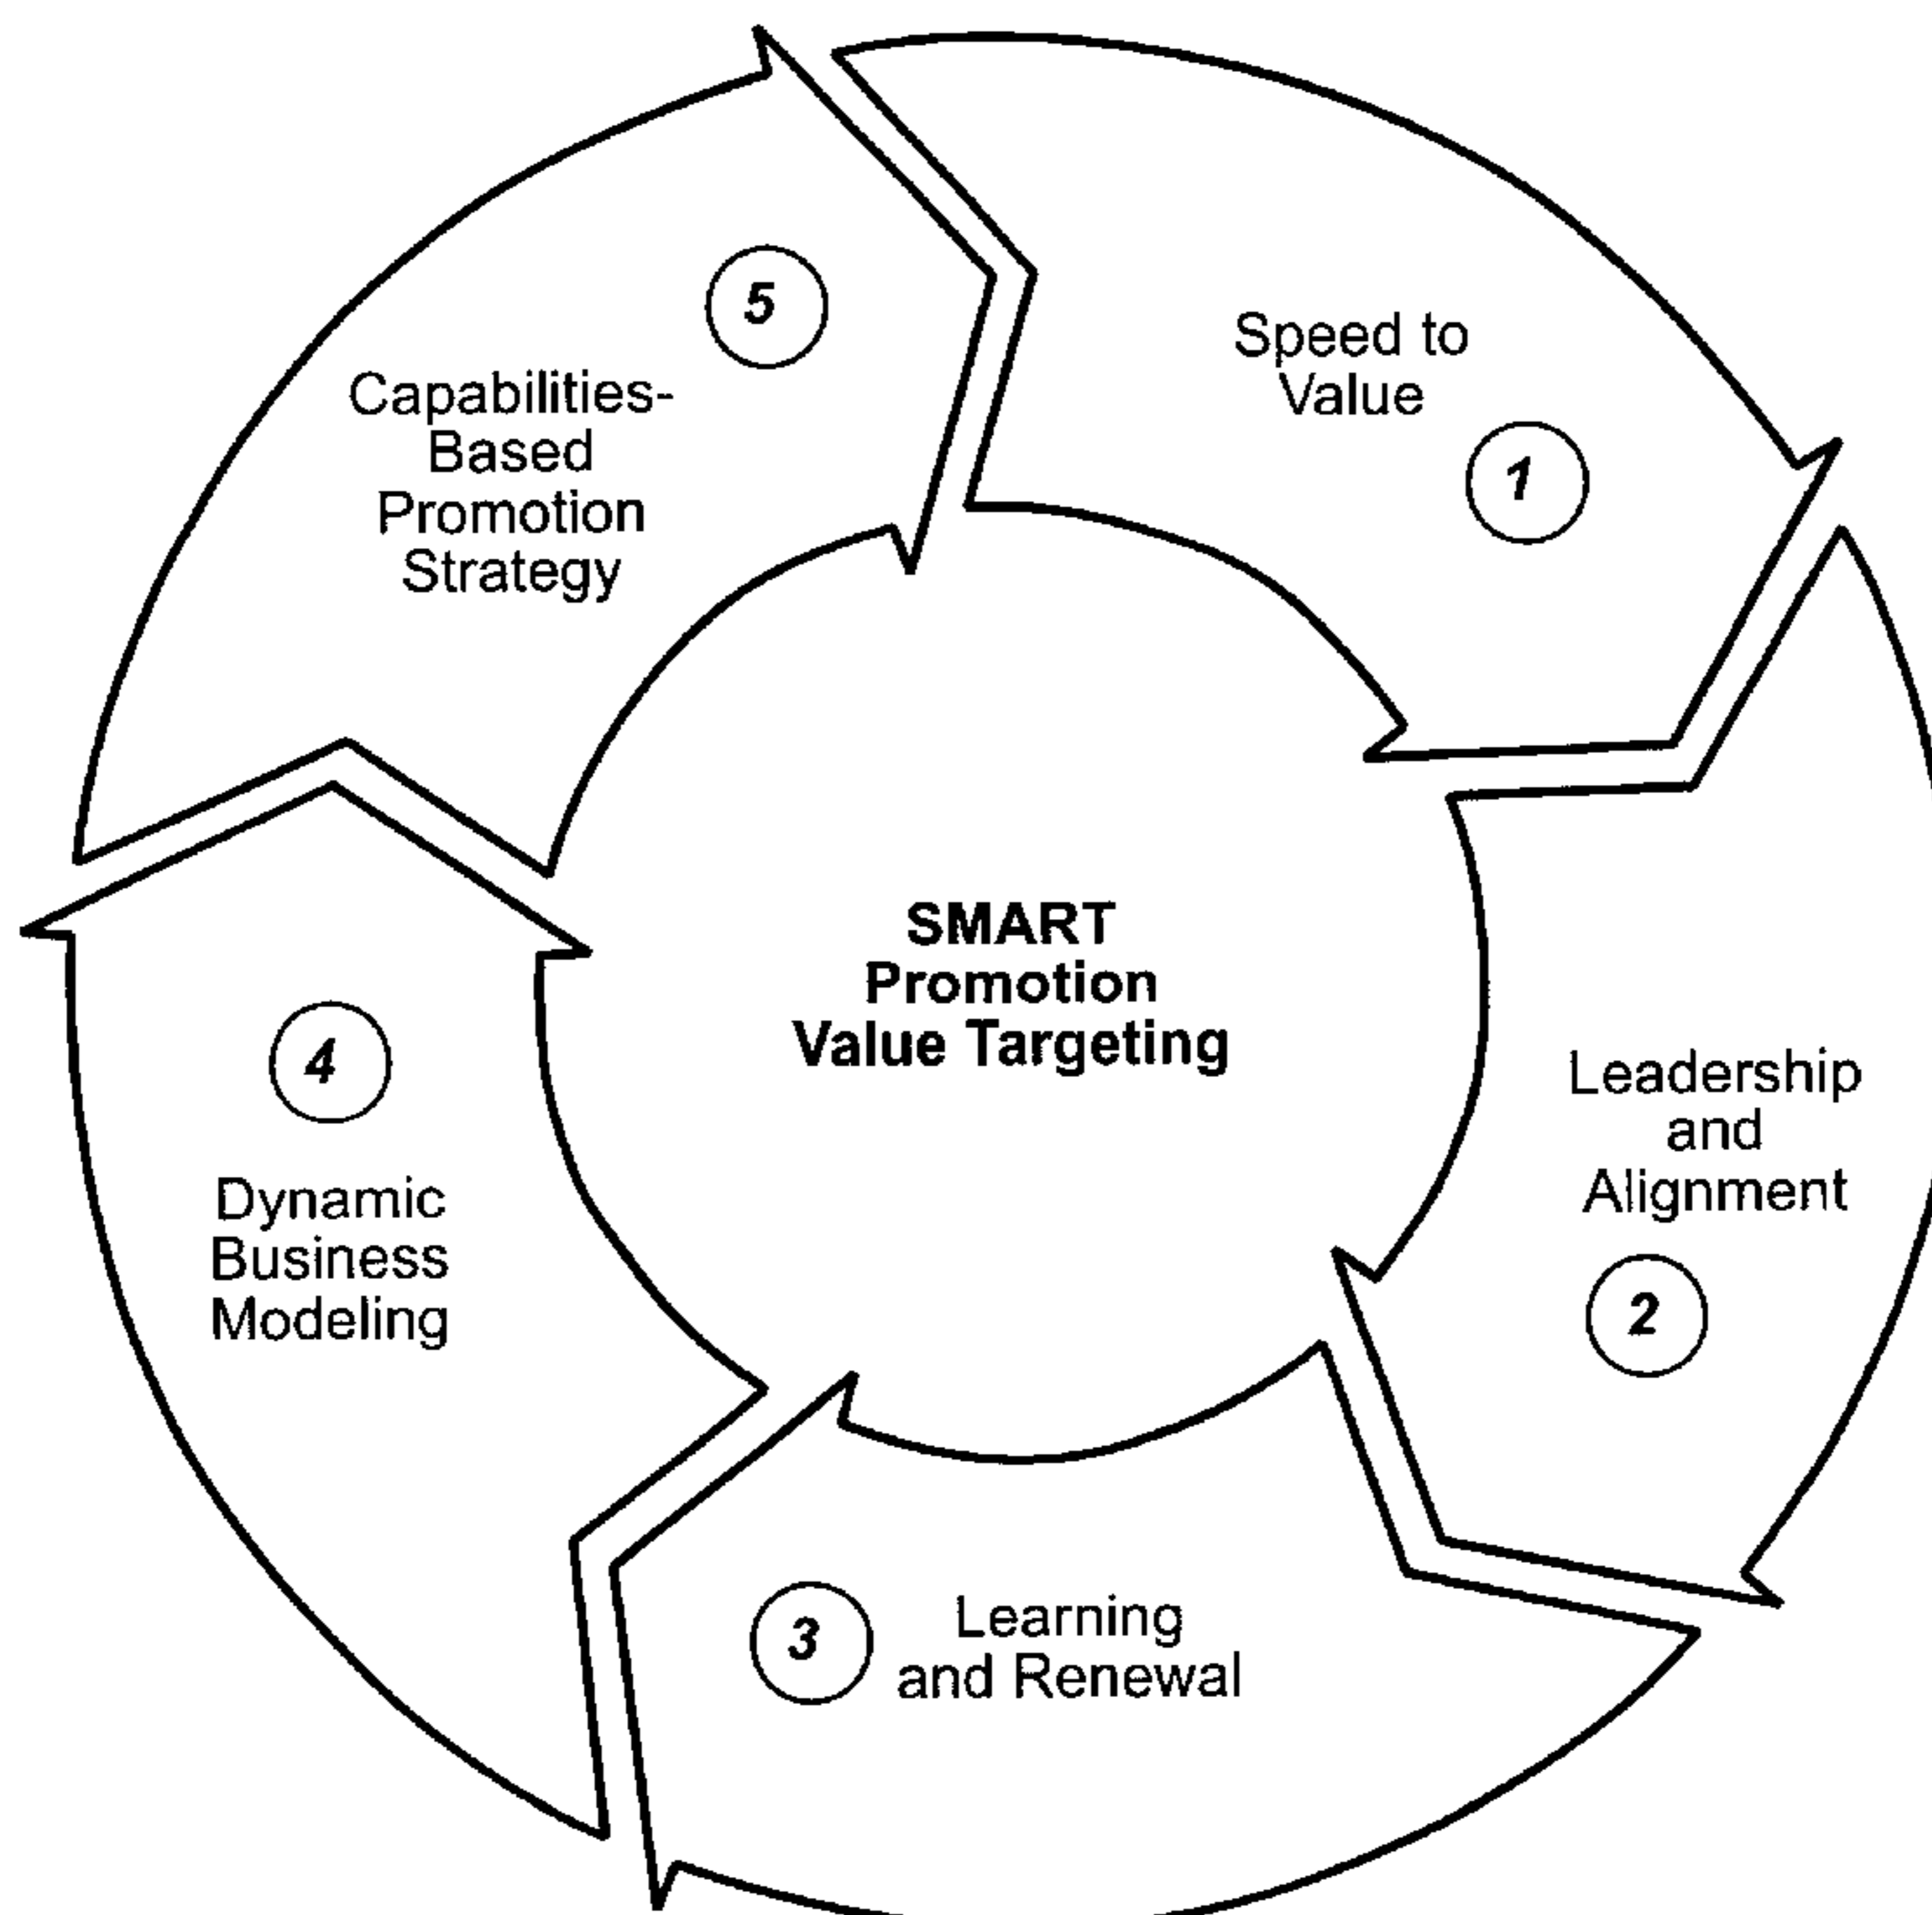 5
Capabilities-
Based
Promotion
Strategy
Speed to
Value
1
SMART
Promotion
Value Targeting
Leadership
and
Alignment
2
3
Learning
and Renewal
4
Dynamic
Business
Modeling